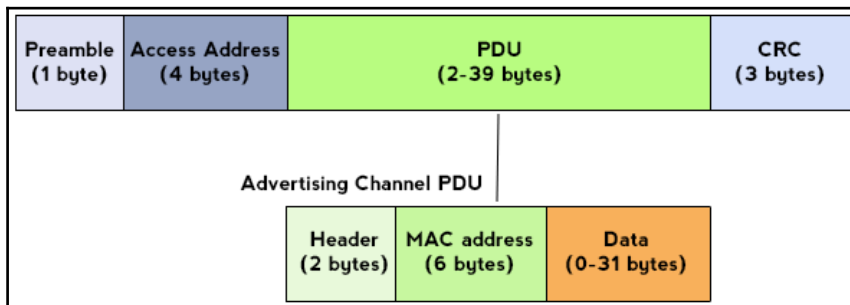 Preamble
(1 byte)
Access Address
(4 bytes)
PDU
(2-39 bytes)
CRC
(3 bytes)
Advertising Channel PDU
Header
(2 bytes)
MAC address
(6 bytes)
Data
(0-31 bytes)